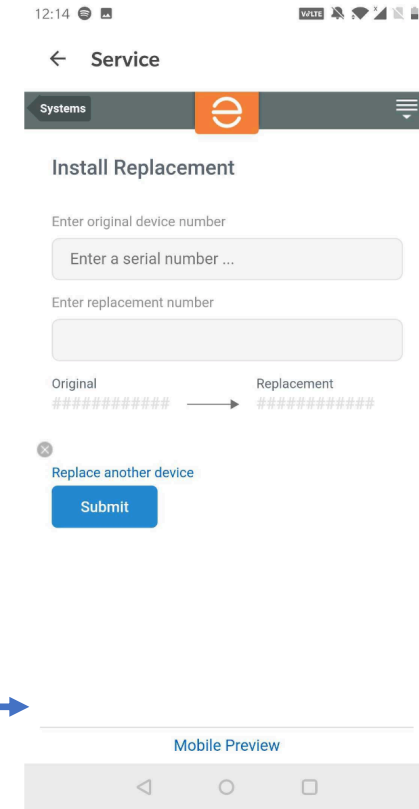 12:14
VoLTE
Service
Systems
Install Replacement
Enter original device number
Enter a serial number ...
Enter replacement number
Original Replacement
############ ############
Replace another device
Submit
Mobile Preview